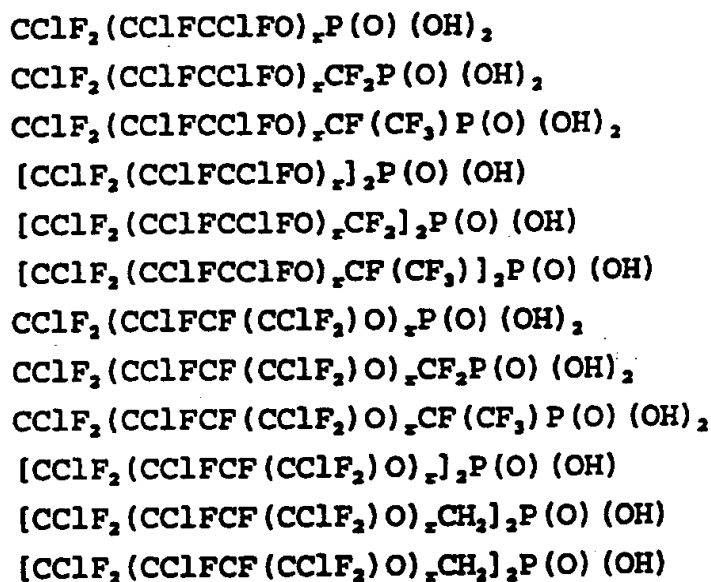 CClF₂(CClFCClFO)ₓP(O)(OH)₂
CClF₂(CClFCClFO)ₓCF₂P(O)(OH)₂
CClF₂(CClFCClFO)ₓCF(CF₃)P(O)(OH)₂
[CClF₂(CClFCClFO)ₓ]₂P(O)(OH)
[CClF₂(CClFCClFO)ₓCF₂]₂P(O)(OH)
[CClF₂(CClFCClFO)ₓCF(CF₃)]₂P(O)(OH)
CClF₂(CClFCF(CClF₂)O)ₓP(O)(OH)₂
CClF₂(CClFCF(CClF₂)O)ₓCF₂P(O)(OH)₂
CClF₂(CClFCF(CClF₂)O)ₓCF(CF₃)P(O)(OH)₂
[CClF₂(CClFCF(CClF₂)O)ₓ]₂P(O)(OH)
[CClF₂(CClFCF(CClF₂)O)ₓCH₂]₂P(O)(OH)
[CClF₂(CClFCF(CClF₂)O)ₓCH₂]₂P(O)(OH)